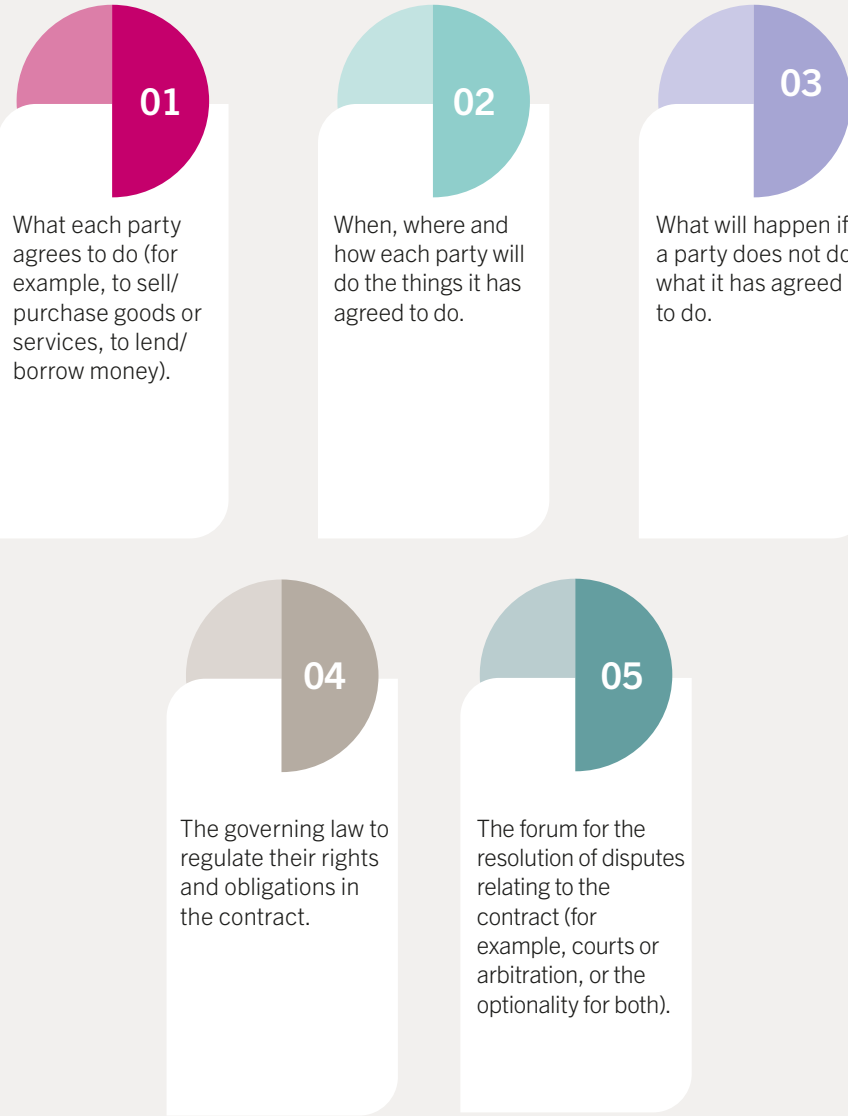 01
What each party
agrees to do (for
example, to sell/
purchase goods or
services, to lend/
borrow money).
02
When, where and
how each party will
do the things it has
agreed to do.
03
What will happen if
a party does not do
what it has agreed
to do.
04
The governing law to
regulate their rights
and obligations in
the contract.
05
The forum for the
resolution of disputes
relating to the
contract (for
example, courts or
arbitration, or the
optionality for both).